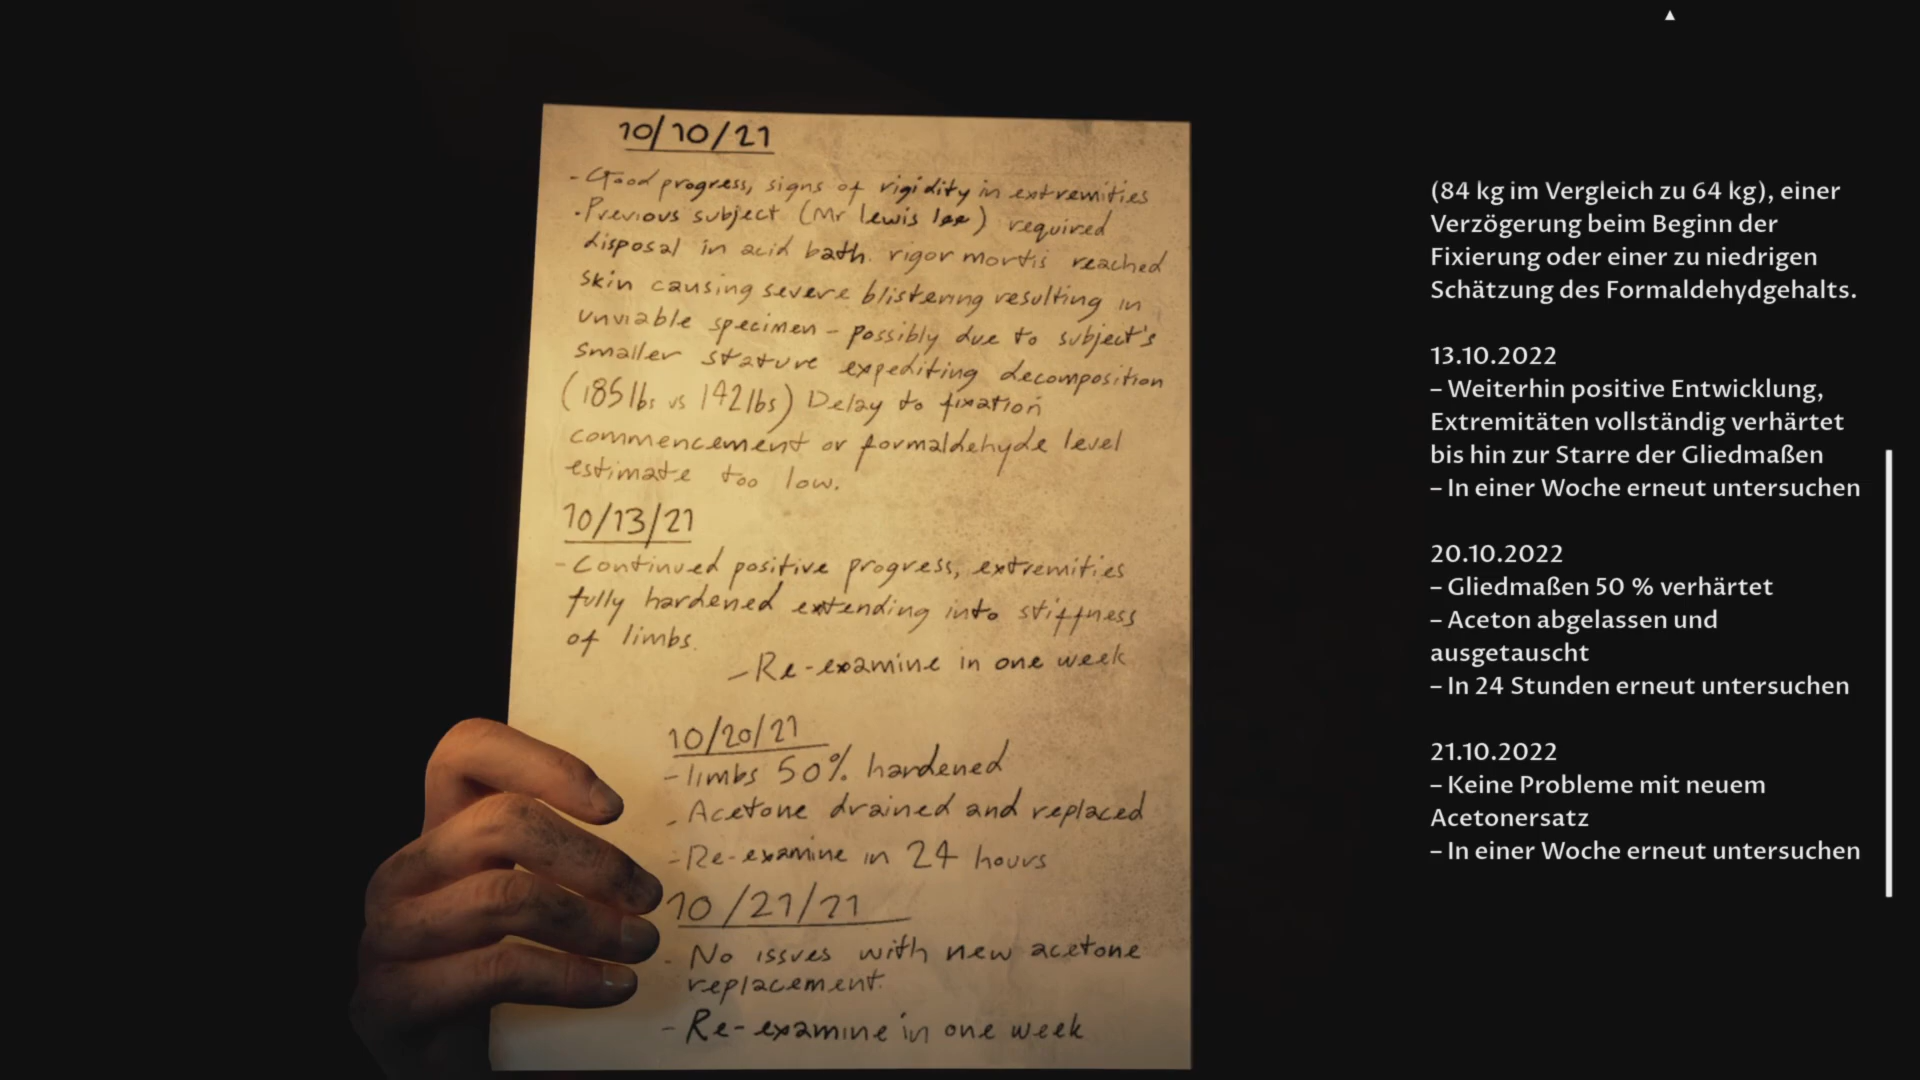 10/10/21
- Good progress, signs of rigidity in extremities
- Previous subject (Mr lewis lee) required
disposal in acid bath. rigor mortis reached
skin causing severe blistering resulting in
unviable specimen - possibly due to subject's
smaller stature expediting decomposition
(185lbs vs 142lbs) Delay to fixation
commencement or formaldehyde level
estimate too low.
10/13/21
- Continued positive progress, extremities
fully hardened extending into stiffness
of limbs.
- Re-examine in one week
10/20/21
- limbs 50% hardened
- Acetone drained and replaced
- Re-examine in 24 hours
10/21/21
- No issues with new acetone
replacement.
- Re-examine in one week
▲
(84 kg im Vergleich zu 64 kg), einer
Verzögerung beim Beginn der
Fixierung oder einer zu niedrigen
Schätzung des Formaldehydgehalts.
13.10.2022
– Weiterhin positive Entwicklung,
Extremitäten vollständig verhärtet
bis hin zur Starre der Gliedmaßen
– In einer Woche erneut untersuchen
20.10.2022
– Gliedmaßen 50 % verhärtet
– Aceton abgelassen und
ausgetauscht
– In 24 Stunden erneut untersuchen
21.10.2022
– Keine Probleme mit neuem
Acetonersatz
– In einer Woche erneut untersuchen